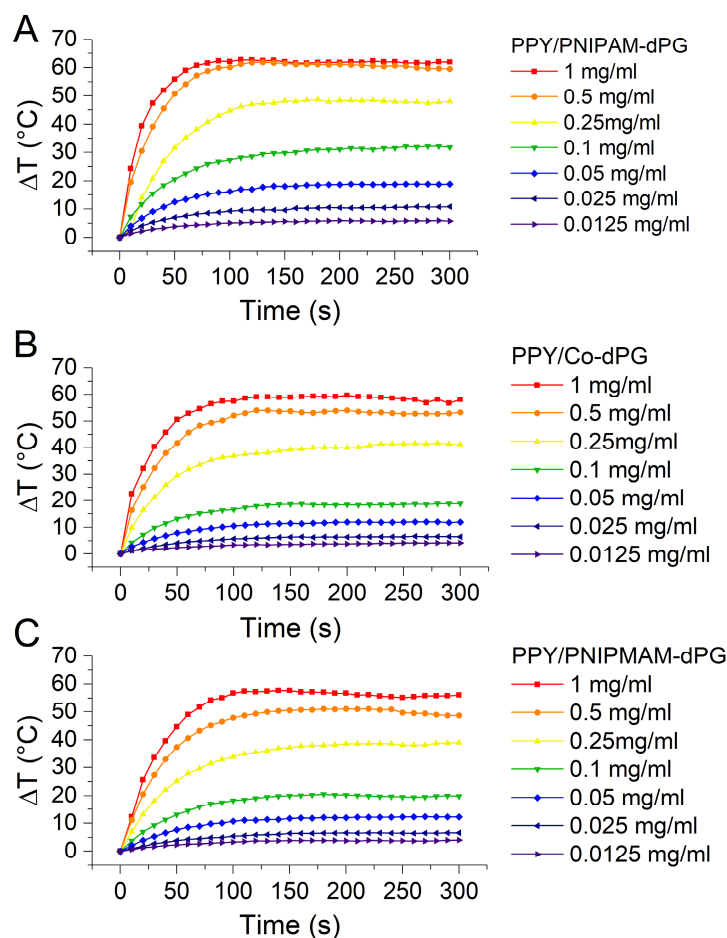 A
PPY/PNIPAM-dPG
1 mg/ml
0.5 mg/ml
0.25mg/ml
0.1 mg/ml
0.05 mg/ml
0.025 mg/ml
0.0125 mg/ml
ΔT (°C)
70
60
50
40
30
20
10
0
0 50 100 150 200 250 300
Time (s)
B
PPY/Co-dPG
1 mg/ml
0.5 mg/ml
0.25mg/ml
0.1 mg/ml
0.05 mg/ml
0.025 mg/ml
0.0125 mg/ml
ΔT (°C)
70
60
50
40
30
20
10
0
0 50 100 150 200 250 300
Time (s)
C
PPY/PNIPMAM-dPG
1 mg/ml
0.5 mg/ml
0.25mg/ml
0.1 mg/ml
0.05 mg/ml
0.025 mg/ml
0.0125 mg/ml
ΔT (°C)
70
60
50
40
30
20
10
0
0 50 100 150 200 250 300
Time (s)